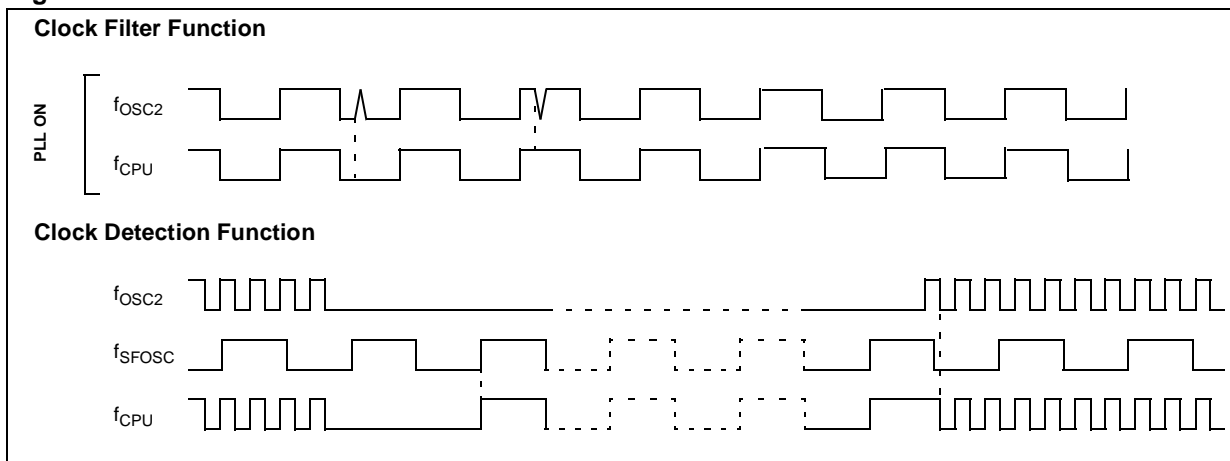 Clock Filter Function
PLL ON
fOSC2
fCPU
Clock Detection Function
fOSC2
fSFOSC
fCPU